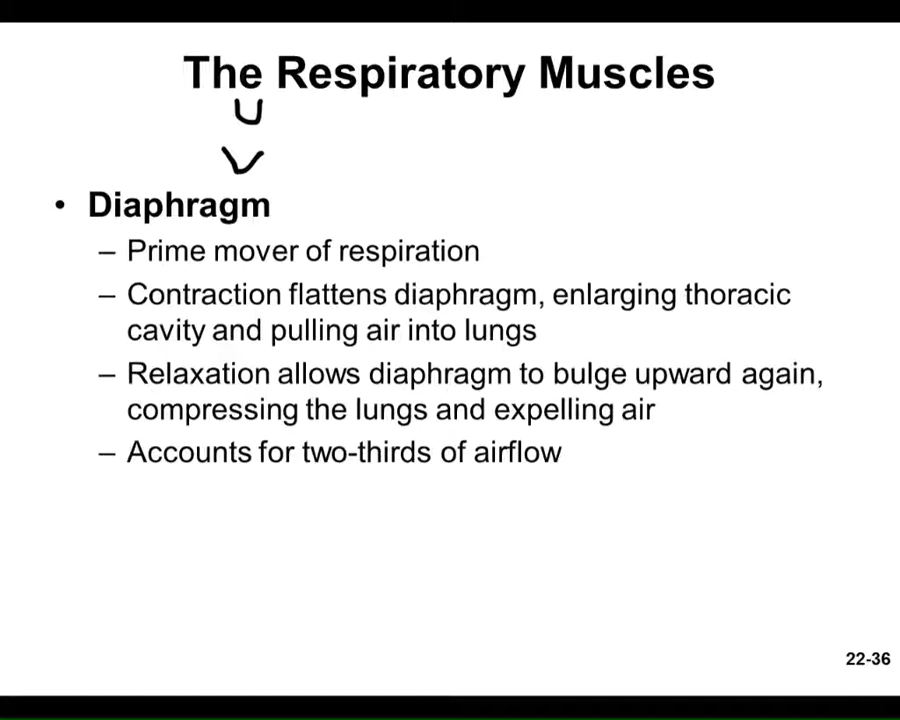 The Respiratory Muscles
• Diaphragm
– Prime mover of respiration
– Contraction flattens diaphragm, enlarging thoracic
cavity and pulling air into lungs
– Relaxation allows diaphragm to bulge upward again,
compressing the lungs and expelling air
– Accounts for two-thirds of airflow
22-36